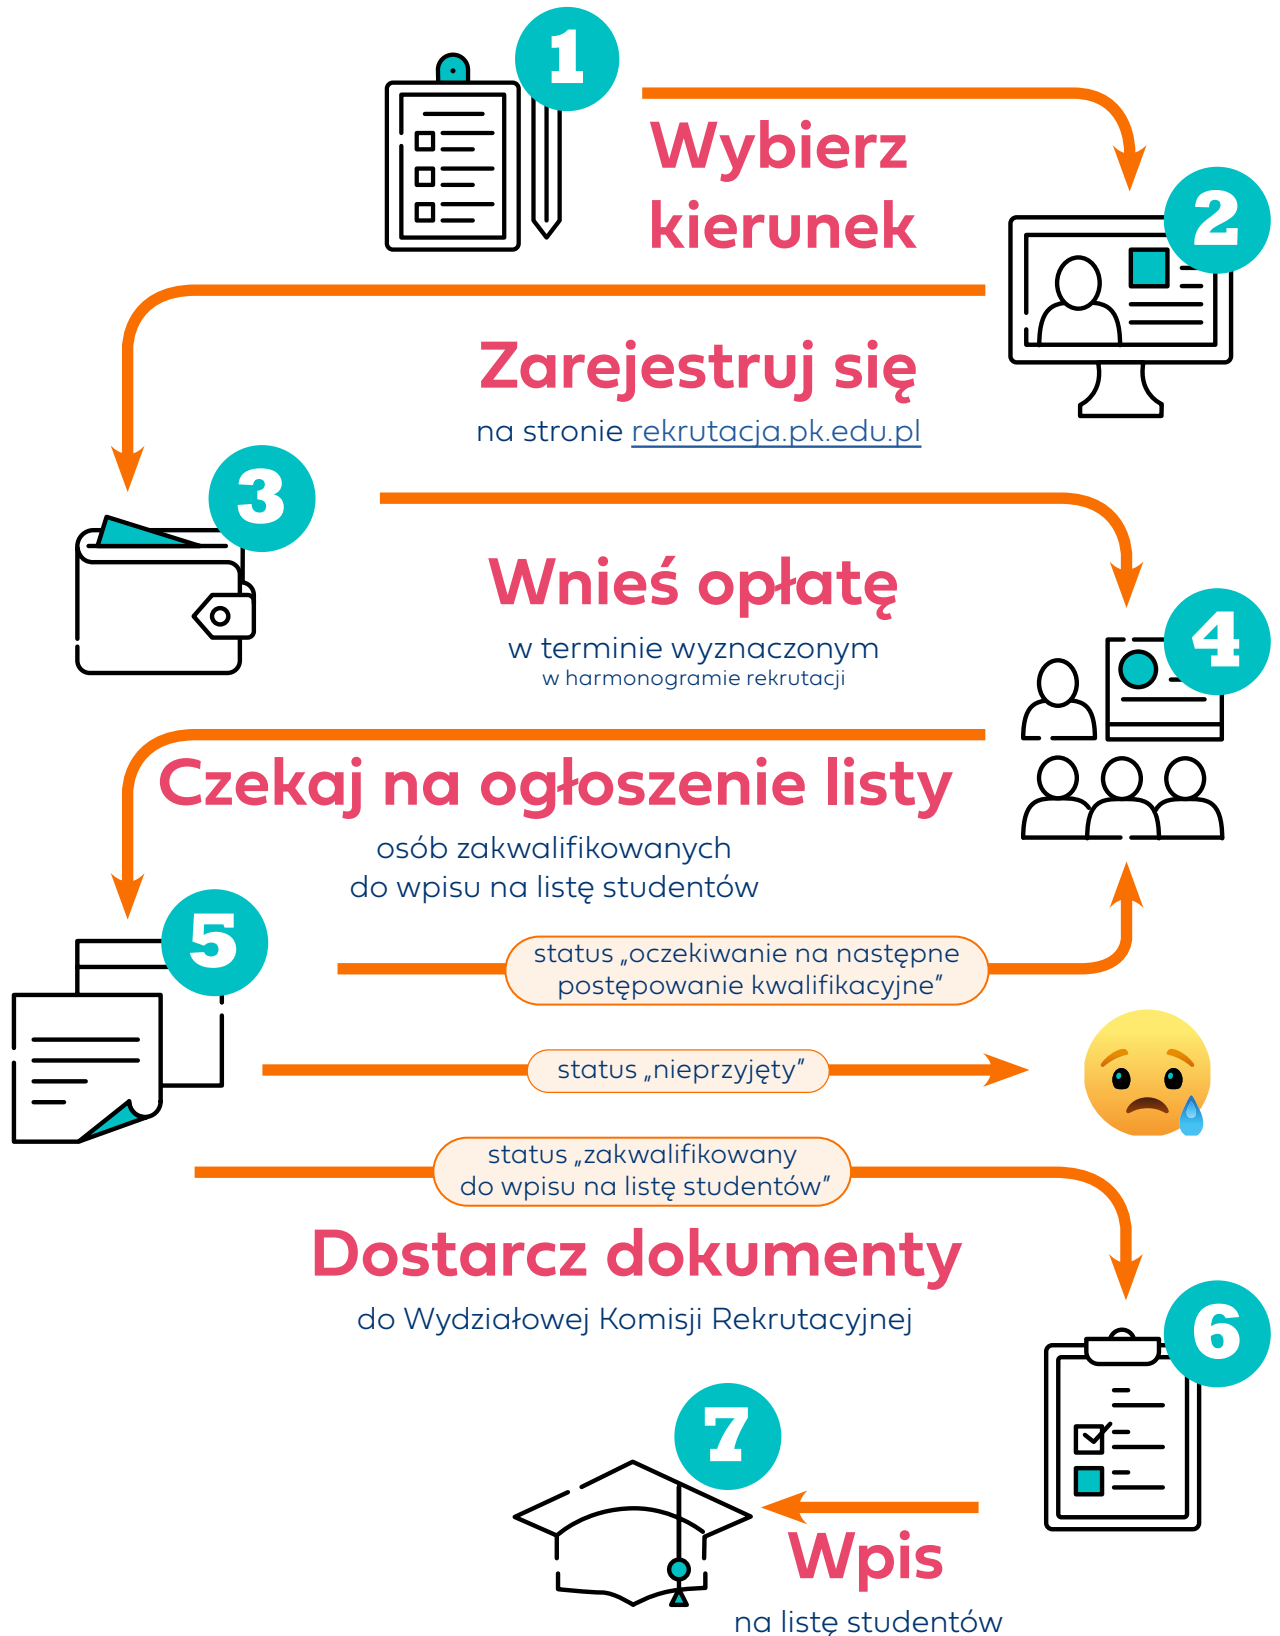 1
Wybierz
kierunek
2
Zarejestruj się
na stronie rekrutacja.pk.edu.pl
3
Wnieś opłatę
w terminie wyznaczonym
w harmonogramie rekrutacji
4
Czekaj na ogłoszenie listy
osób zakwalifikowanych
do wpisu na listę studentów
5
status „oczekiwanie na następne
postępowanie kwalifikacyjne”
status „nieprzyjęty”
status „zakwalifikowany
do wpisu na listę studentów”
Dostarcz dokumenty
do Wydziałowej Komisji Rekrutacyjnej
6
7
Wpis
na listę studentów